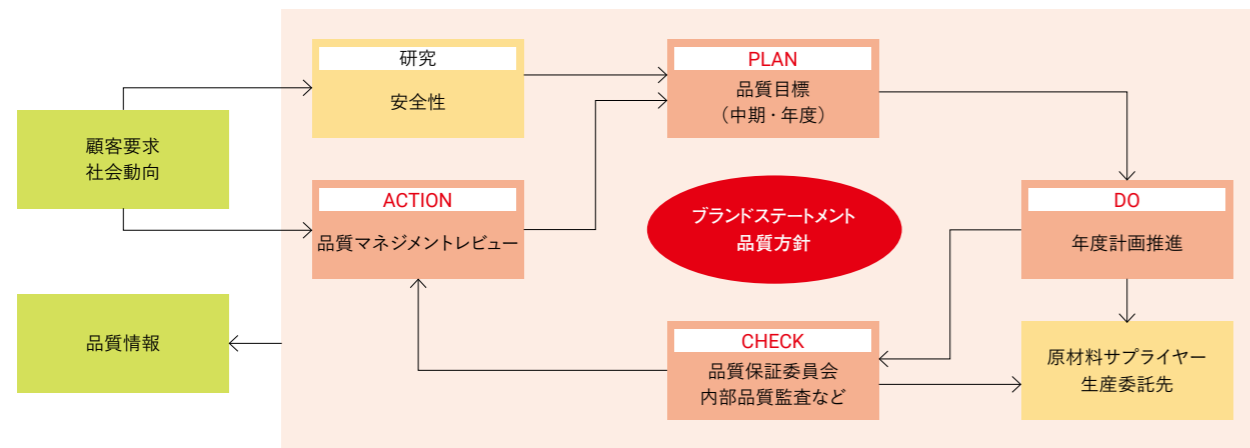 顧客要求
社会動向
品質情報
研究
安全性
PLAN
品質目標
（中期・年度）
ACTION
品質マネジメントレビュー
ブランドステートメント
品質方針
DO
年度計画推進
CHECK
品質保証委員会
内部品質監査など
原材料サプライヤー
生産委託先